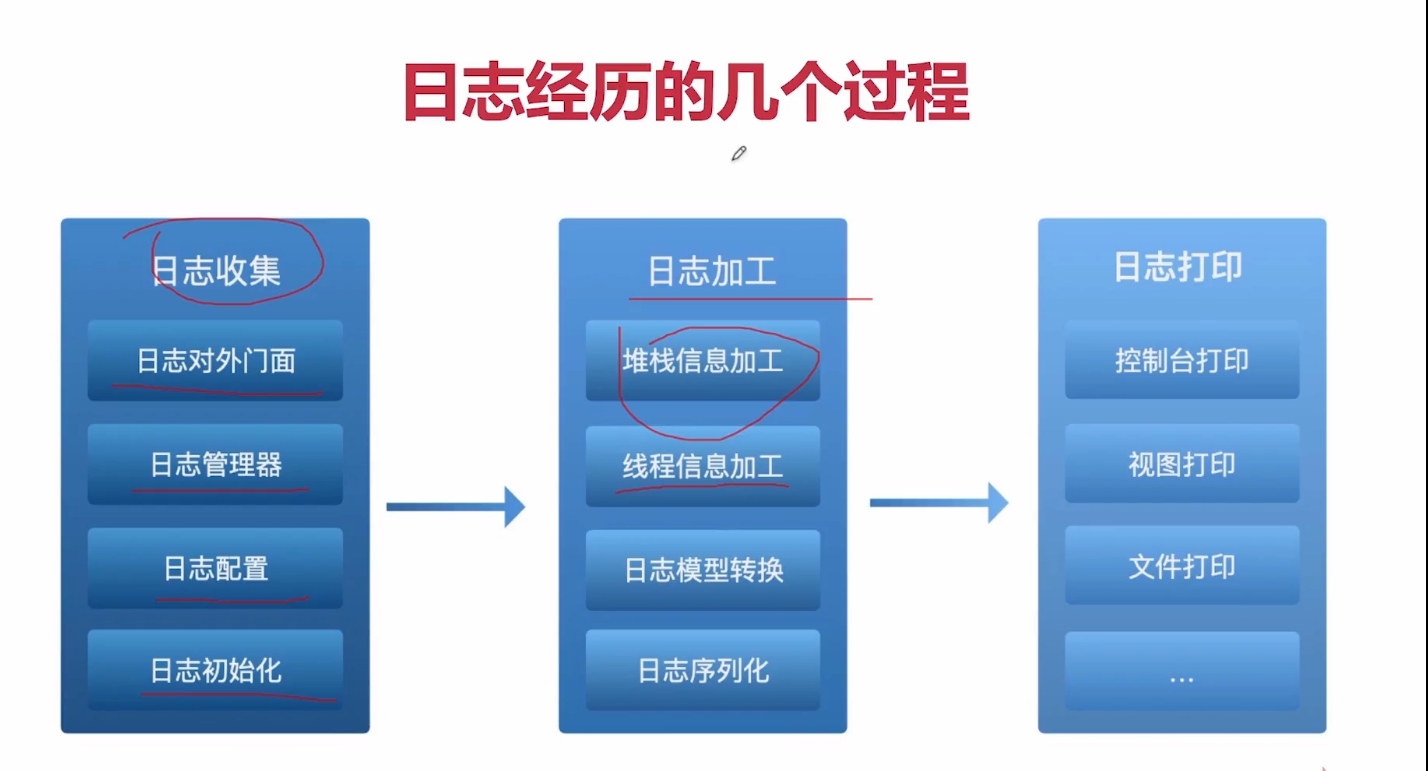 日志经历的几个过程
日志收集
日志对外门面
日志管理器
日志配置
日志初始化
日志加工
堆栈信息加工
线程信息加工
日志模型转换
日志序列化
日志打印
控制台打印
视图打印
文件打印
...